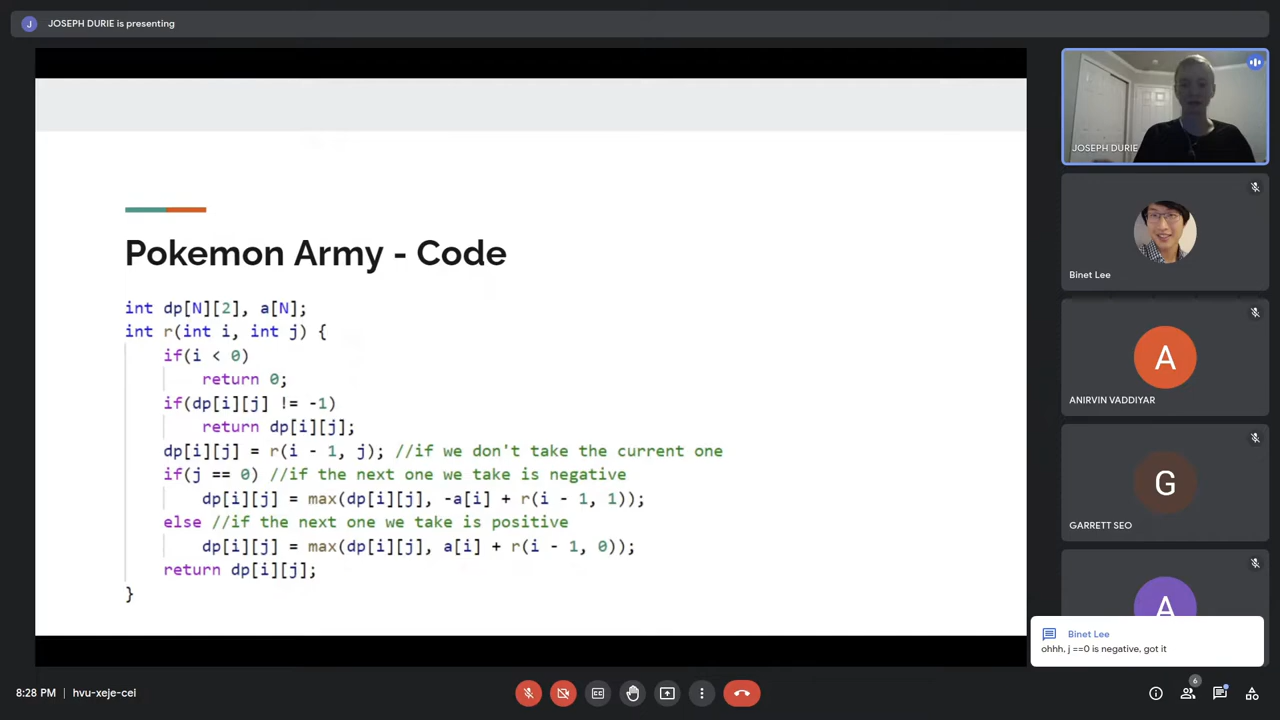 J
JOSEPH DURIE is presenting
Pokemon Army - Code
int dp[N][2], a[N];
int r(int i, int j) {
if(i < 0)
return 0;
if(dp[i][j] != -1)
return dp[i][j];
dp[i][j] = r(i - 1, j); //if we don't take the current one
if(j == 0) //if the next one we take is negative
dp[i][j] = max(dp[i][j], -a[i] + r(i - 1, 1));
else //if the next one we take is positive
dp[i][j] = max(dp[i][j], a[i] + r(i - 1, 0));
return dp[i][j];
}
JOSEPH DURIE
Binet Lee
A
ANIRVIN VADDIYAR
G
GARRETT SEO
A
Binet Lee
ohhh, j ==0 is negative, got it
8:28 PM | hvu-xeje-cei
CC
6